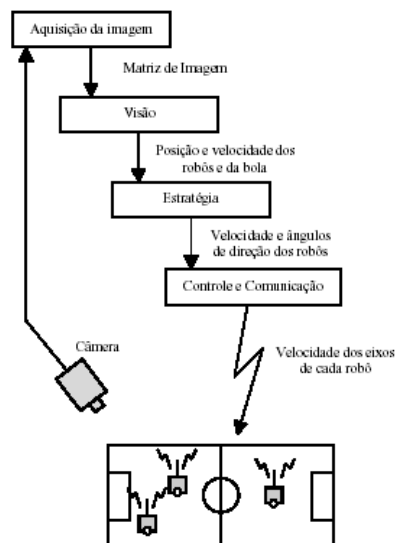 Aquisição da imagem
Matriz de Imagem
Visão
Posição e velocidade dos
robôs e da bola
Estratégia
Velocidade e ângulos
de direção dos robôs
Controle e Comunicação
Câmera
Velocidade dos eixos
de cada robô